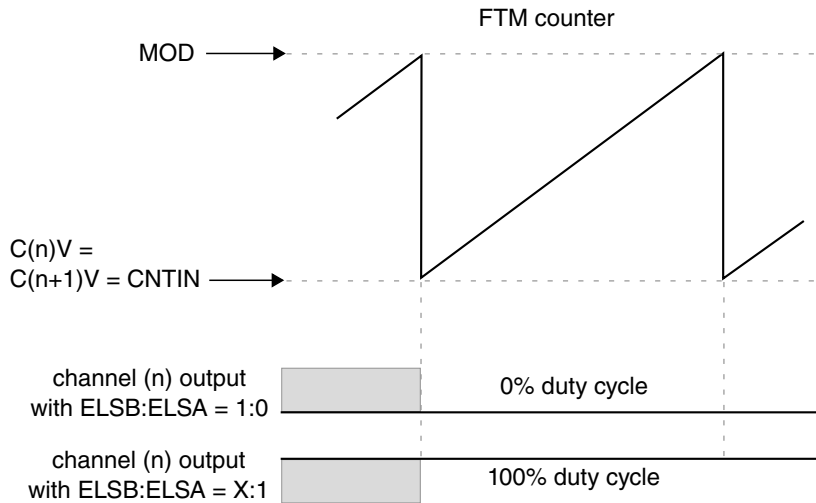 FTM counter
MOD
C(n)V =
C(n+1)V = CNTIN
channel (n) output
with ELSB:ELSA = 1:0
0% duty cycle
channel (n) output
with ELSB:ELSA = X:1
100% duty cycle